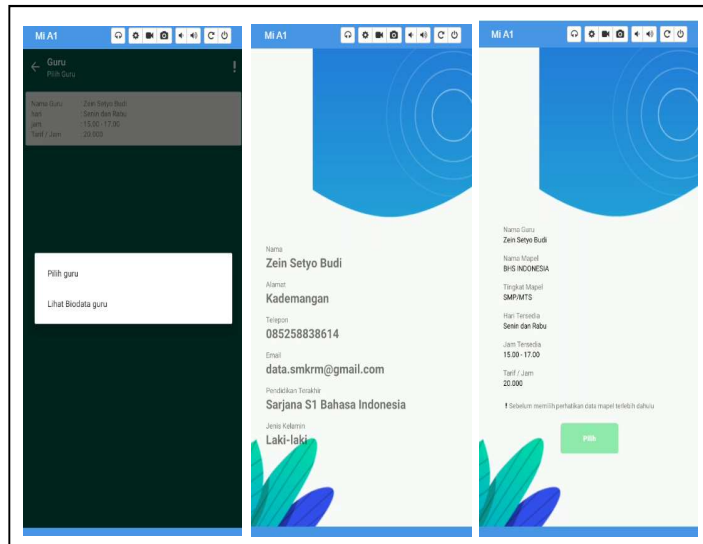 Mi A1
Guru
Pilih Guru
Nama Guru : Zein Setyo Budi
hari : Senin dan Rabu
jam : 15.00 - 17.00
Tarif / Jam : 20.000
Pilih guru
Lihat Biodata guru
Mi A1
Nama
Zein Setyo Budi
Alamat
Kademangan
Telepon
085258838614
Email
data.smkrm@gmail.com
Pendidikan Terakhir
Sarjana S1 Bahasa Indonesia
Jenis Kelamin
Laki-laki
Mi A1
Nama Guru
Zein Setyo Budi
Nama Mapel
BHS INDONESIA
Tingkat Mapel
SMP/MTS
Hari Tersedia
Senin dan Rabu
Jam Tersedia
15.00 - 17.00
Tarif / Jam
20.000
! Sebelum memilih perhatikan data mapel terlebih dahulu
Pilih